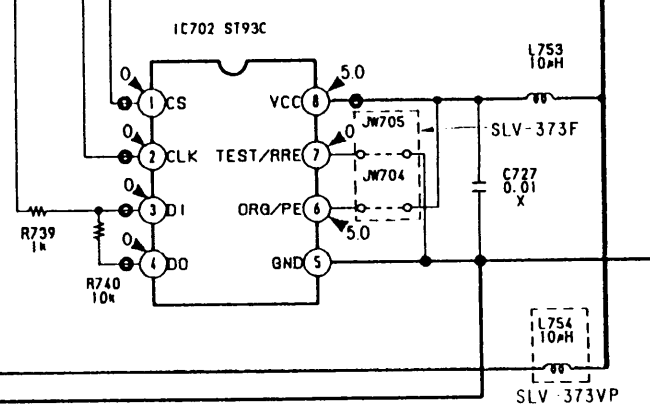 IC702 ST93C
L753
10µH
0
5.0
1 CS
VCC 8
JW705
0
SLV-373F
0
2 CLK
TEST/RRE 7
JW704
C727
0.01
X
0
3 DI
ORG/PE 6
R739
1k
5.0
0
4 DO
GND 5
R740
10k
L754
10µH
SLV-373VP